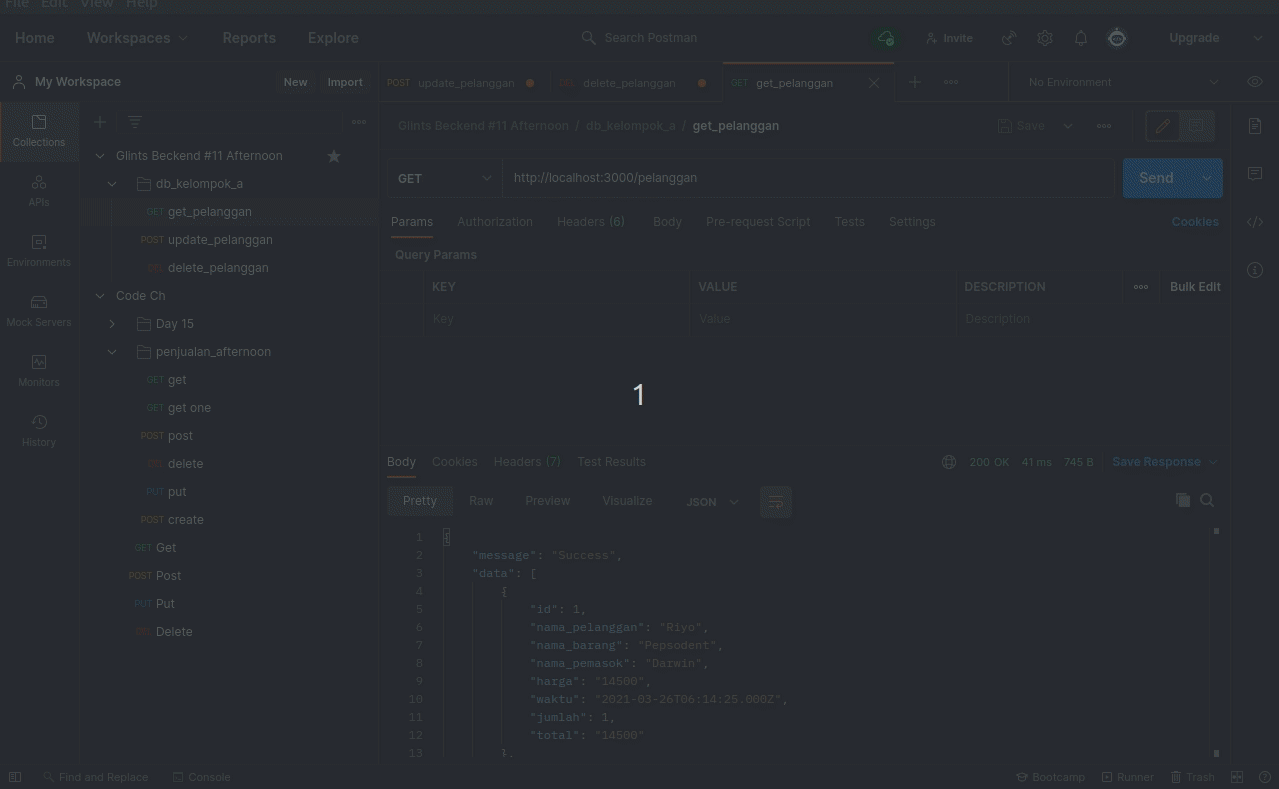 File Edit View Help
Home Workspaces Reports Explore Search Postman Invite Upgrade
My Workspace New Import POST update_pelanggan DEL delete_pelanggan GET get_pelanggan No Environment
Glints Beckend #11 Afternoon / db_kelompok_a / get_pelanggan Save
Collections
APIs
Environments
Mock Servers
Monitors
History
Glints Beckend #11 Afternoon
db_kelompok_a
GET get_pelanggan
POST update_pelanggan
DEL delete_pelanggan
Code Ch
Day 15
penjualan_afternoon
GET get
GET get one
POST post
DEL delete
PUT put
POST create
GET Get
POST Post
PUT Put
DEL Delete
GET http://localhost:3000/pelanggan Send
Params Authorization Headers (6) Body Pre-request Script Tests Settings Cookies
Query Params
KEY VALUE DESCRIPTION Bulk Edit
Key Value Description
1
Body Cookies Headers (7) Test Results 200 OK 41 ms 745 B Save Response
Pretty Raw Preview Visualize JSON
1 {
2 "message": "Success",
3 "data": [
4 {
5 "id": 1,
6 "nama_pelanggan": "Riyo",
7 "nama_barang": "Pepsodent",
8 "nama_pemasok": "Darwin",
9 "harga": "14500",
10 "waktu": "2021-03-26T06:14:25.000Z",
11 "jumlah": 1,
12 "total": "14500"
13 },
Find and Replace Console Bootcamp Runner Trash